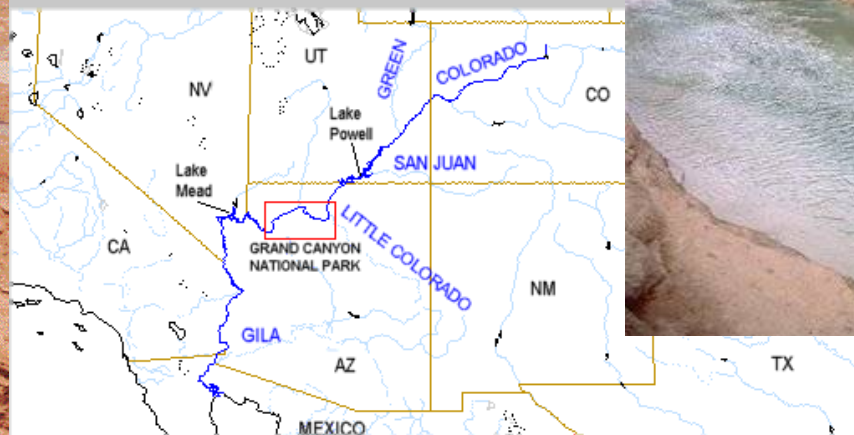 UT
GREEN
COLORADO
NV
CO
Lake
Powell
SAN JUAN
Lake
Mead
LITTLE COLORADO
CA
GRAND CANYON
NATIONAL PARK
NM
GILA
AZ
TX
MEXICO